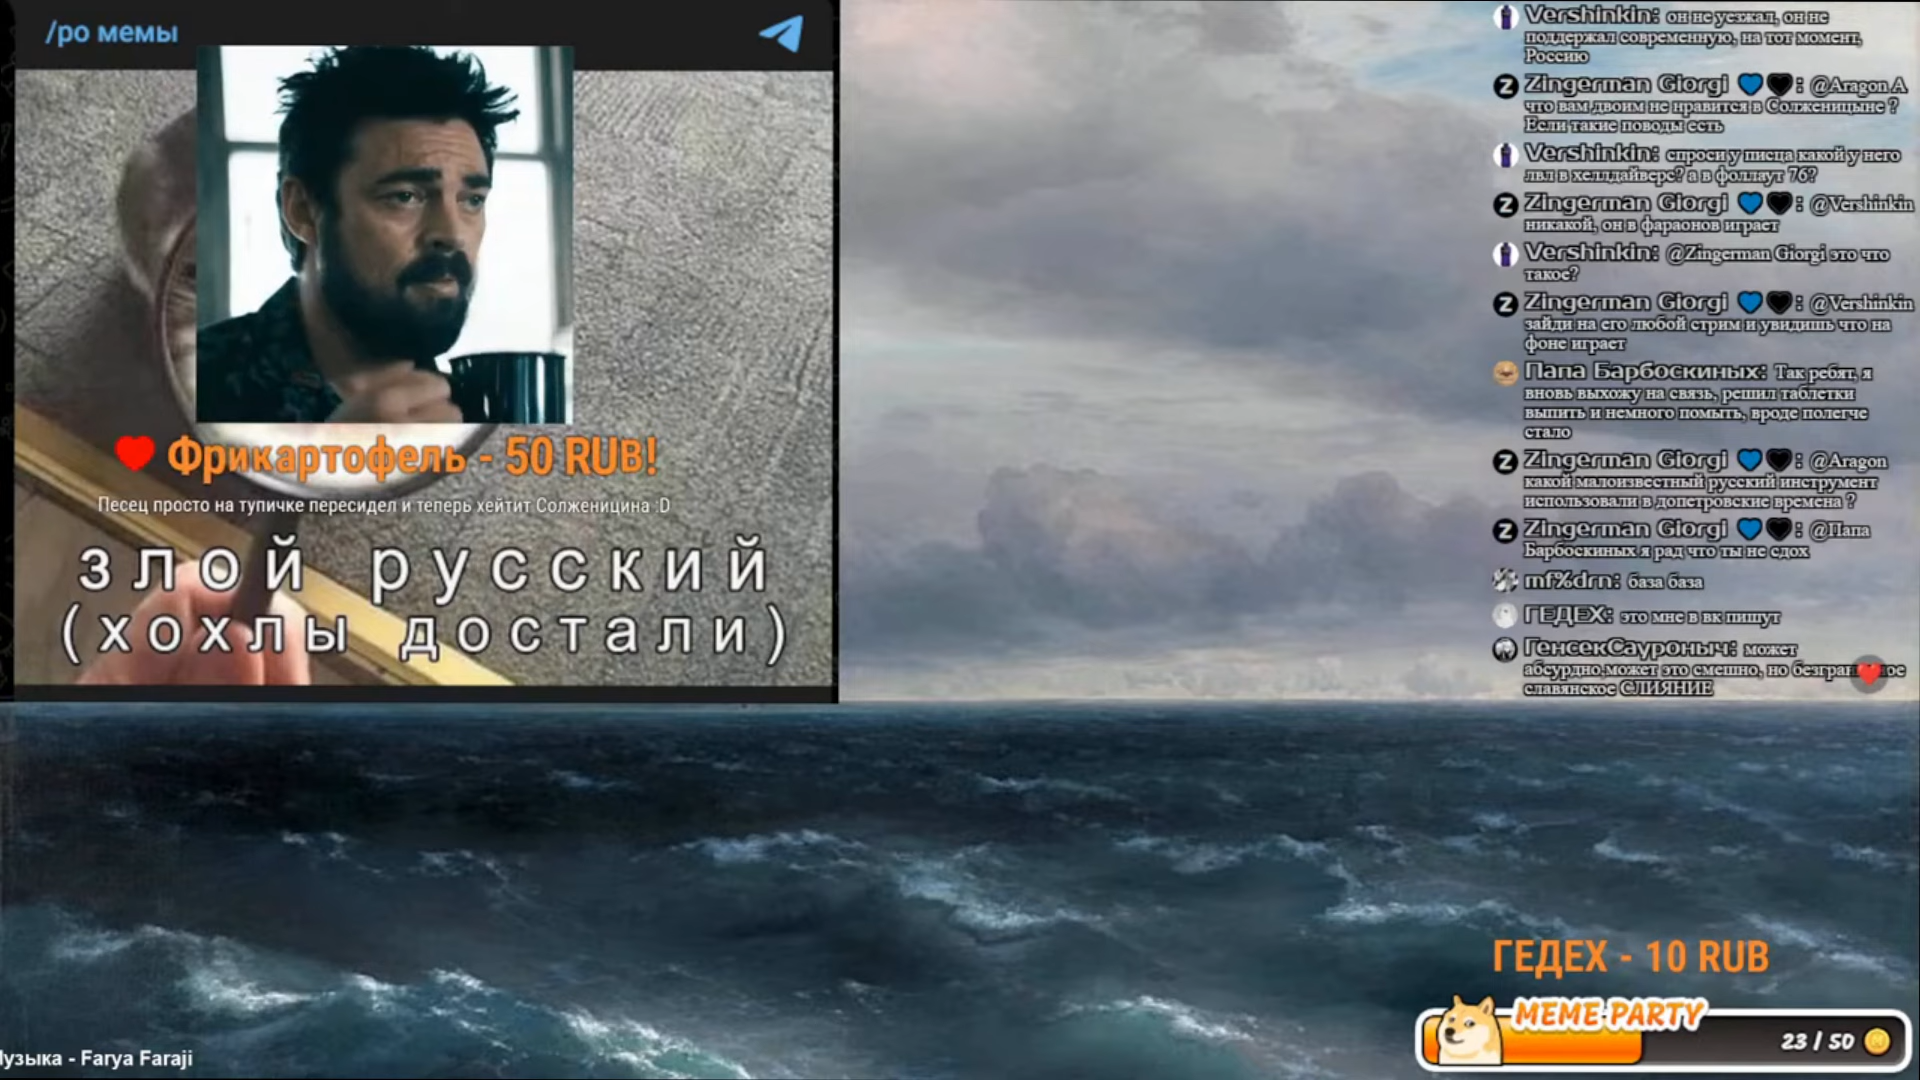 /ро мемы
Фрикартофель - 50 RUB!
Песец просто на тупичке пересидел и теперь хейтит Солженицина :D
злой русский
(хохлы достали)
Vershinkin: он не уезжал, он не
поддержал современную, на тот момент,
Россию
Zingerman Giorgi 💙🖤: @Aragon A
что вам двоим не нравится в Солженицыне ?
Если такие поводы есть
Vershinkin: спроси у писца какой у него
лвл в хеллдайверс? а в фоллаут 76?
Zingerman Giorgi 💙🖤: @Vershinkin
никакой, он в фараонов играет
Vershinkin: @Zingerman Giorgi это что
такое?
Zingerman Giorgi 💙🖤: @Vershinkin
зайди на его любой стрим и увидишь что на
фоне играет
Папа Барбоскиных: Так ребят, я
вновь выхожу на связь, решил таблетки
выпить и немного помыть, вроде полегче
стало
Zingerman Giorgi 💙🖤: @Aragon
какой малоизвестный русский инструмент
использовали в допетровские времена ?
Zingerman Giorgi 💙🖤: @Папа
Барбоскиных я рад что ты не сдох
mf%drn: база база
ГЕДЕХ: это мне в вк пишут
ГенсекСауроныч: может
абсурдно,может это смешно, но
славянское СЛИЯНИЕ
ГЕДЕХ - 10 RUB
MEME PARTY
23 / 50
Музыка - Farya Faraji